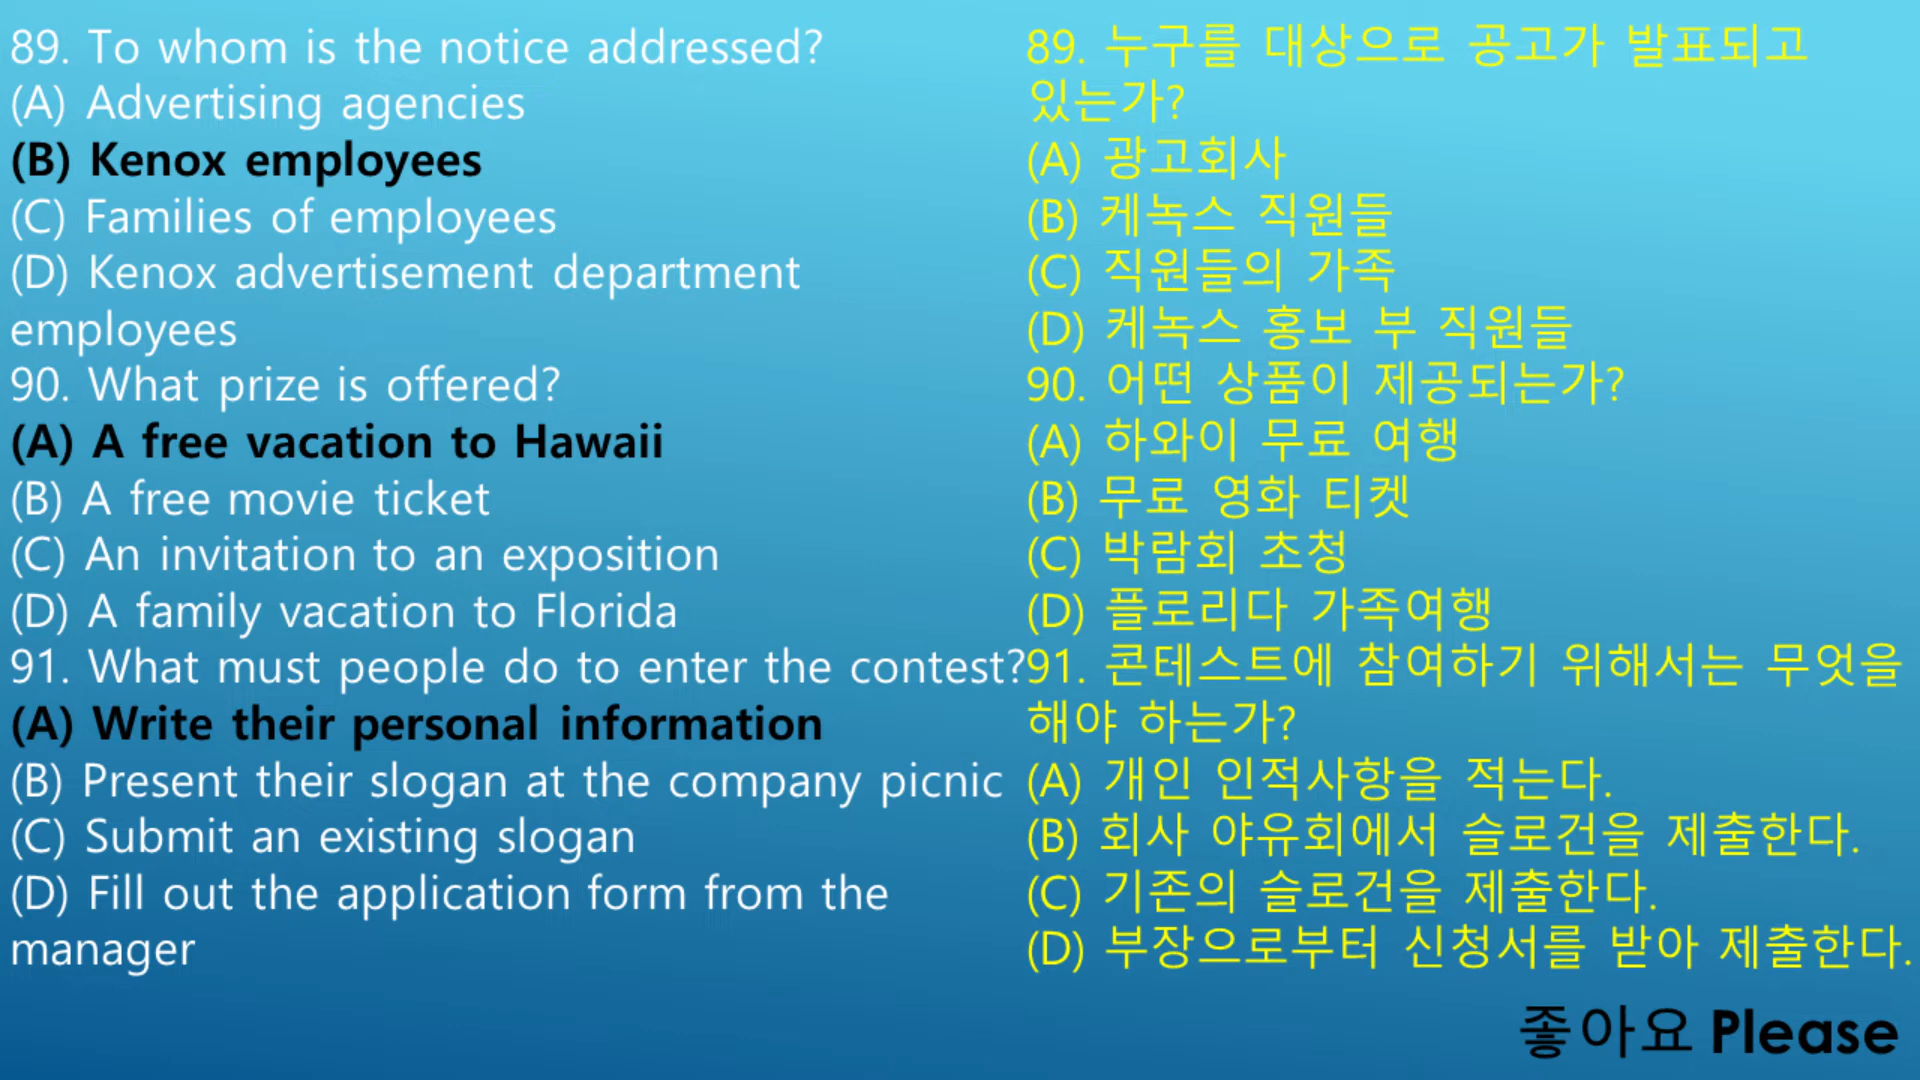 89. To whom is the notice addressed?
(A) Advertising agencies
(B) Kenox employees
(C) Families of employees
(D) Kenox advertisement department
employees
90. What prize is offered?
(A) A free vacation to Hawaii
(B) A free movie ticket
(C) An invitation to an exposition
(D) A family vacation to Florida
91. What must people do to enter the contest?
(A) Write their personal information
(B) Present their slogan at the company picnic
(C) Submit an existing slogan
(D) Fill out the application form from the
manager
89. 누구를 대상으로 공고가 발표되고
있는가?
(A) 광고회사
(B) 케녹스 직원들
(C) 직원들의 가족
(D) 케녹스 홍보 부 직원들
90. 어떤 상품이 제공되는가?
(A) 하와이 무료 여행
(B) 무료 영화 티켓
(C) 박람회 초청
(D) 플로리다 가족여행
91. 콘테스트에 참여하기 위해서는 무엇을
해야 하는가?
(A) 개인 인적사항을 적는다.
(B) 회사 야유회에서 슬로건을 제출한다.
(C) 기존의 슬로건을 제출한다.
(D) 부장으로부터 신청서를 받아 제출한다.
좋아요 Please